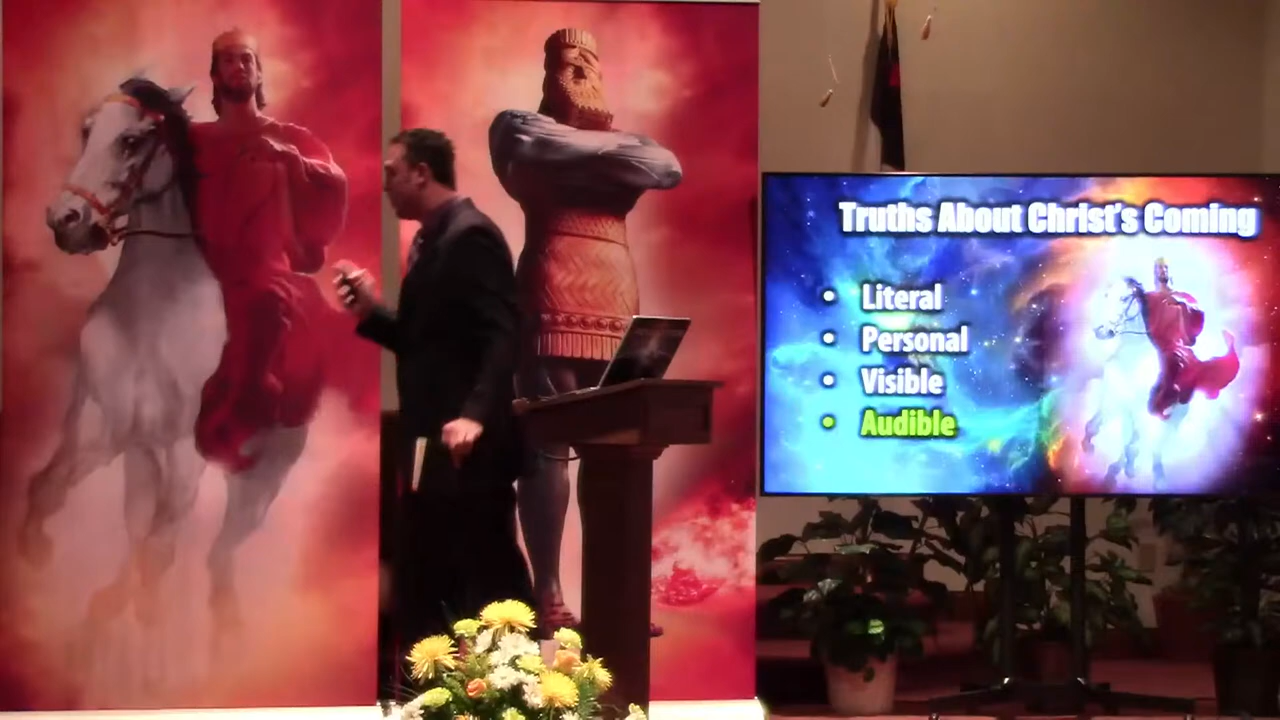 Truths About Christ's Coming
• Literal
• Personal
• Visible
• Audible